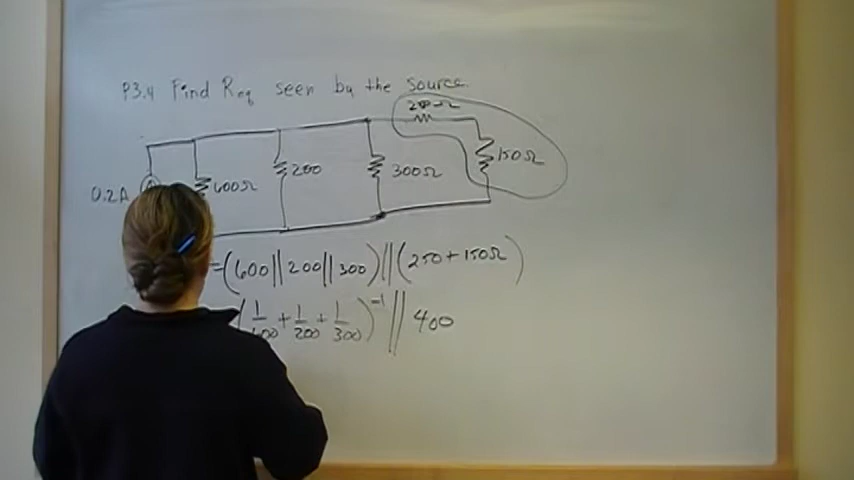 P3.4 Find Req seen by the source.
250Ω
0.2A 600Ω 200 300Ω 150Ω
=(600||200||300)||(250+150Ω)
(1/600 + 1/200 + 1/300)^-1 || 400